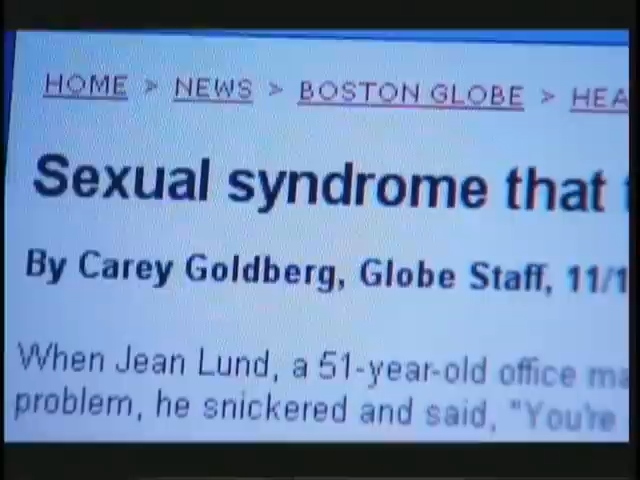 HOME > NEWS > BOSTON GLOBE > HEA
Sexual syndrome that
By Carey Goldberg, Globe Staff, 11/1
When Jean Lund, a 51-year-old office ma
problem, he snickered and said, "You're